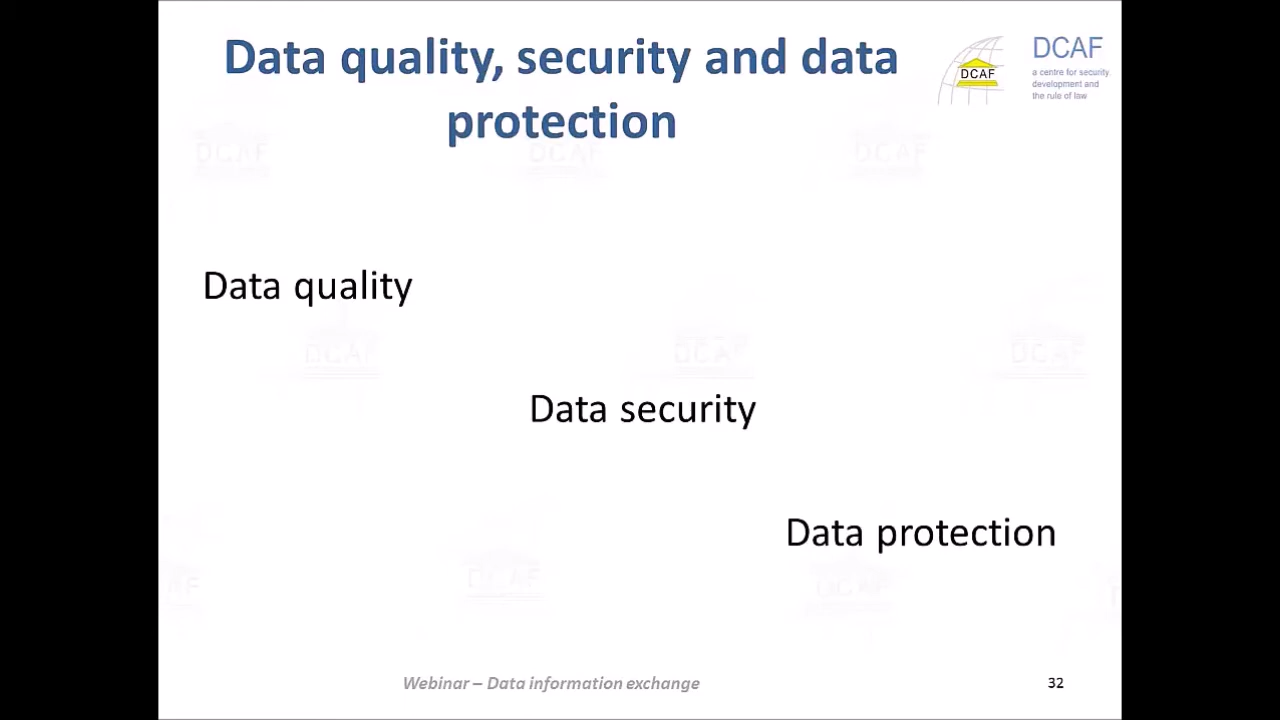 Data quality, security and data
protection
DCAF
DCAF
a centre for security
development and
the rule of law
Data quality
Data security
Data protection
Webinar – Data information exchange
32